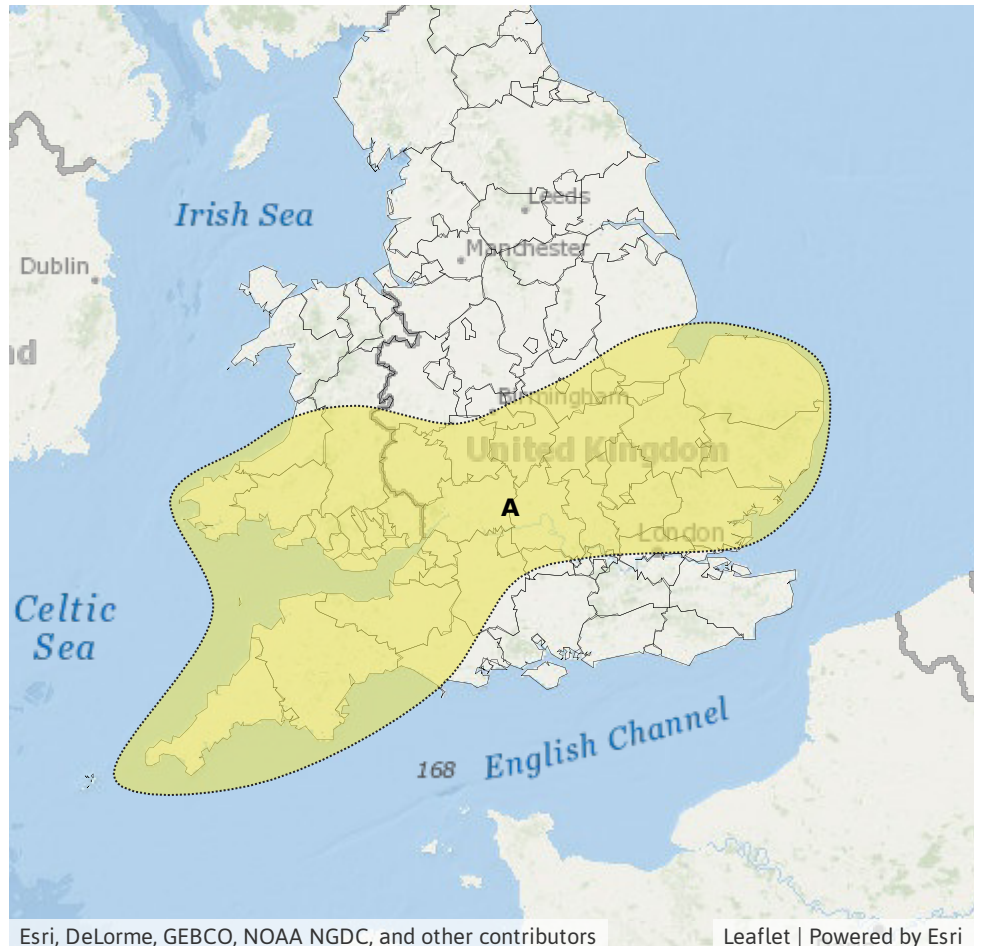 Leeds
Irish Sea
Manchester
Dublin
nd
Birmingham
United Kingdom
A
London
Celtic
Sea
English Channel
168
Esri, DeLorme, GEBCO, NOAA NGDC, and other contributors
Leaflet | Powered by Esri